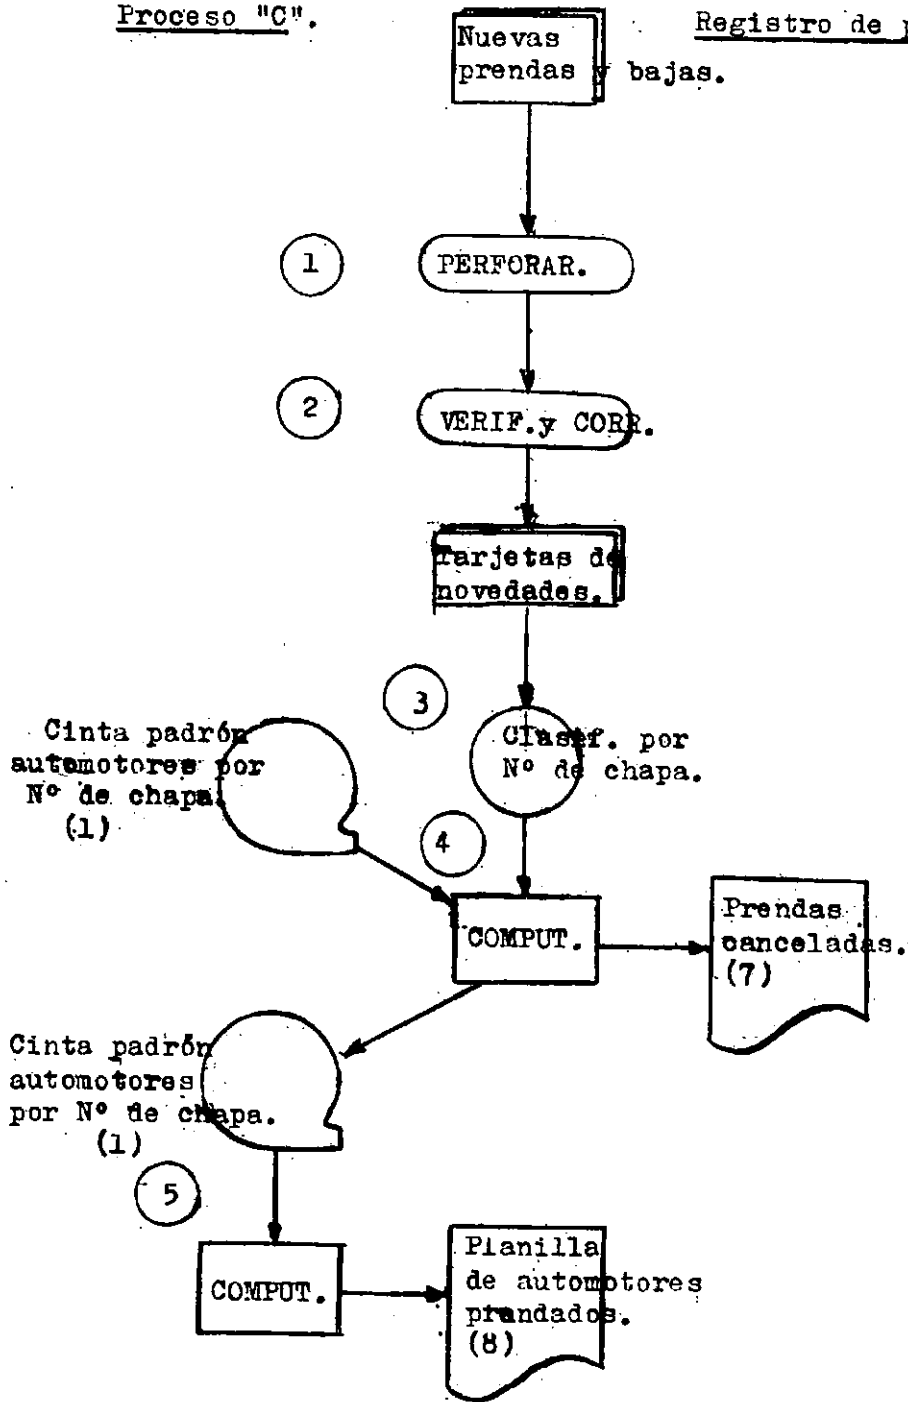 Proceso "C".
Registro de
Nuevas
prendas y bajas.
1
PERFORAR.
2
VERIF.y CORR.
Tarjetas de
novedades.
3
Clasif. por
Nº de chapa.
Cinta padrón
automotores por
Nº de chapa.
(1)
4
COMPUT.
Prendas
canceladas.
(7)
Cinta padrón
automotores
por Nº de chapa.
(1)
5
COMPUT.
Planilla
de automotores
prendados.
(8)